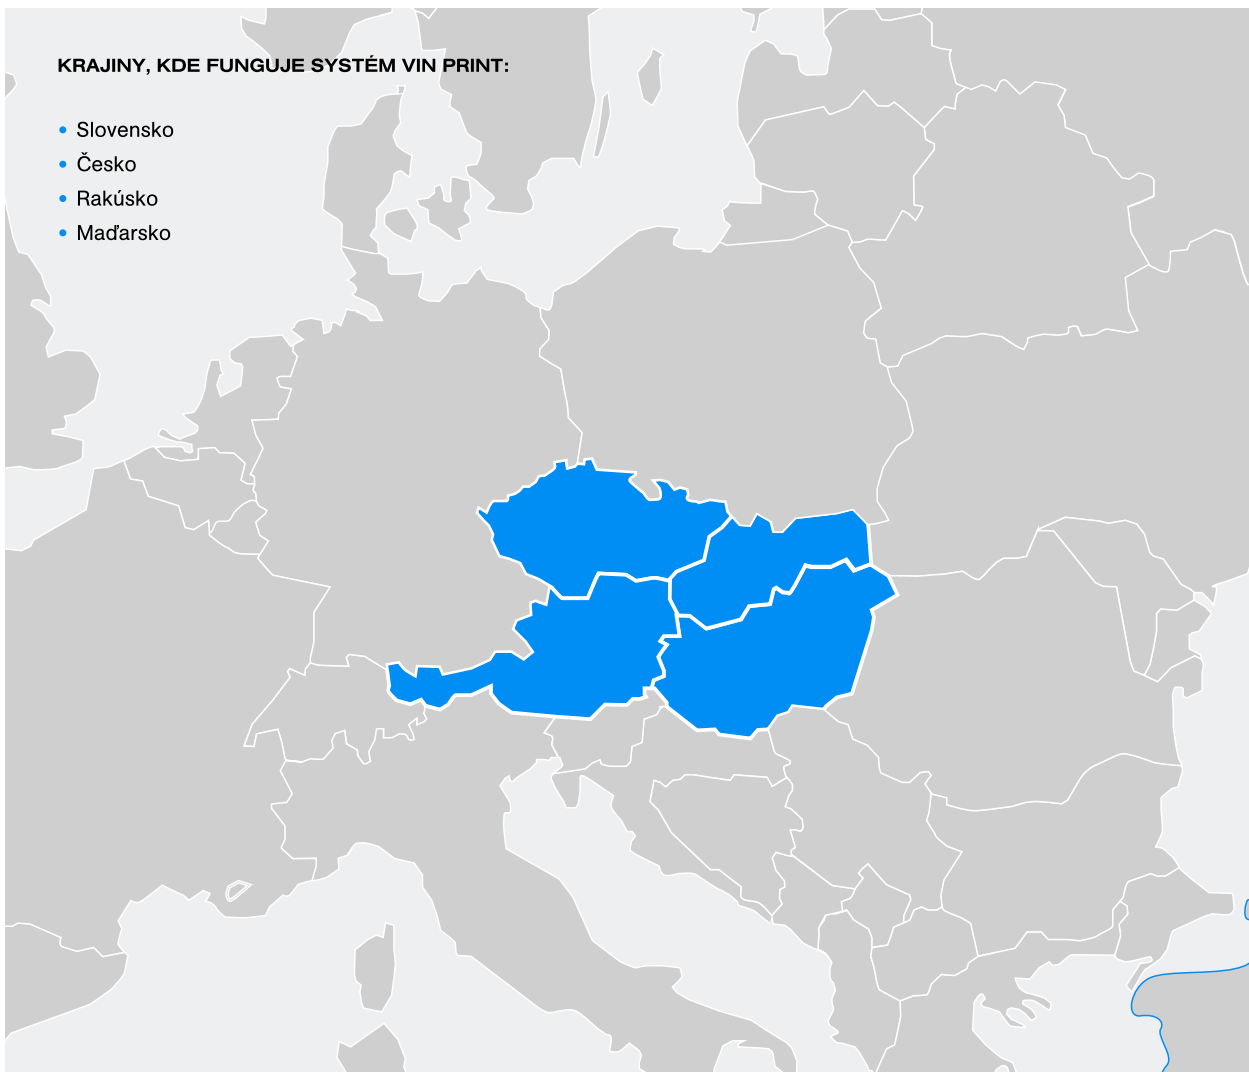 KRAJINY, KDE FUNGUJE SYSTÉM VIN PRINT:
• Slovensko
• Česko
• Rakúsko
• Maďarsko